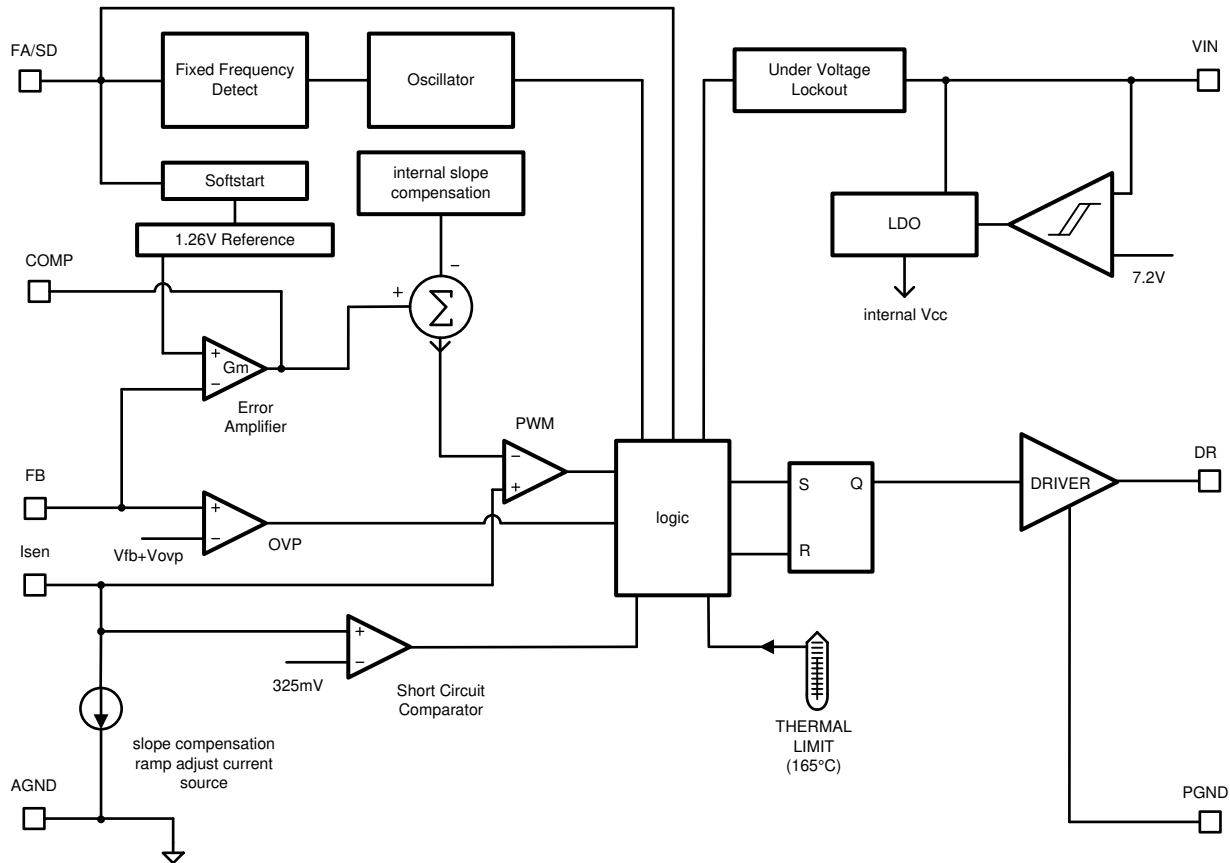 FA/SD
Fixed Frequency
Detect
Oscillator
Under Voltage
Lockout
VIN
Softstart
internal slope
compensation
1.26V Reference
LDO
7.2V
internal Vcc
COMP
−
+
Σ
+
Gm
−
Error
Amplifier
PWM
−
+
FB
+
−
OVP
Vfb+Vovp
logic
S
Q
R
DRIVER
DR
Isen
+
−
325mV
Short Circuit
Comparator
THERMAL
LIMIT
(165°C)
slope compensation
ramp adjust current
source
AGND
PGND